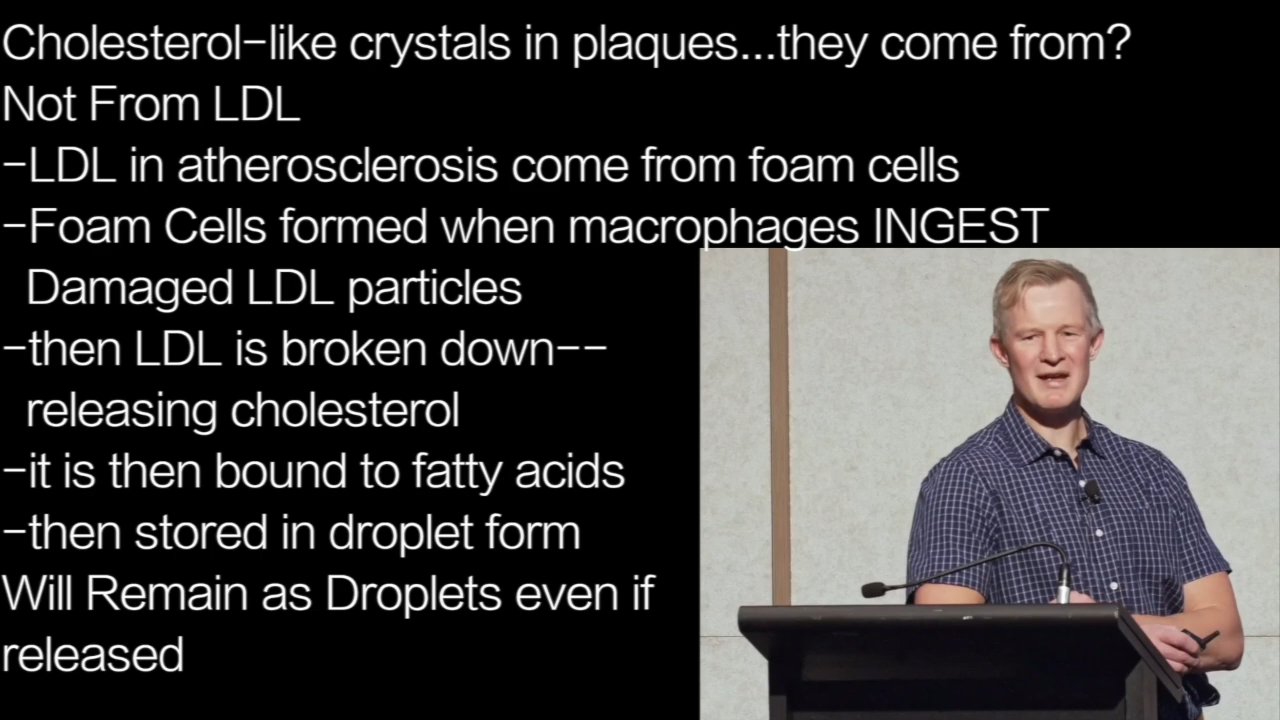 Cholesterol-like crystals in plaques...they come from?
Not From LDL
-LDL in atherosclerosis come from foam cells
-Foam Cells formed when macrophages INGEST
Damaged LDL particles
-then LDL is broken down--
releasing cholesterol
-it is then bound to fatty acids
-then stored in droplet form
Will Remain as Droplets even if
released